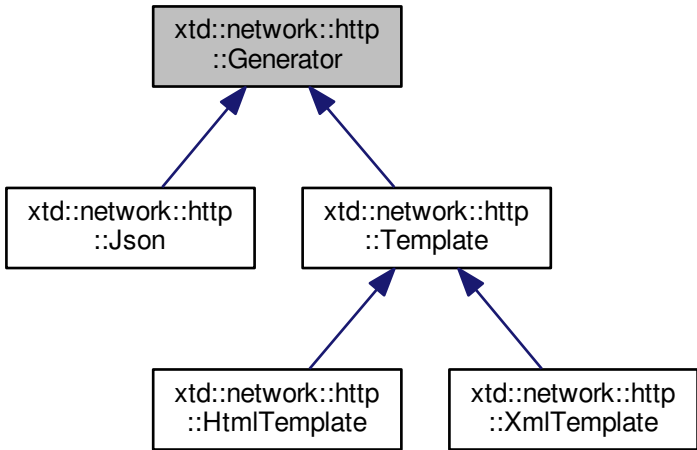 xtd::network::http
::Generator
xtd::network::http
::Json
xtd::network::http
::Template
xtd::network::http
::HtmlTemplate
xtd::network::http
::XmlTemplate